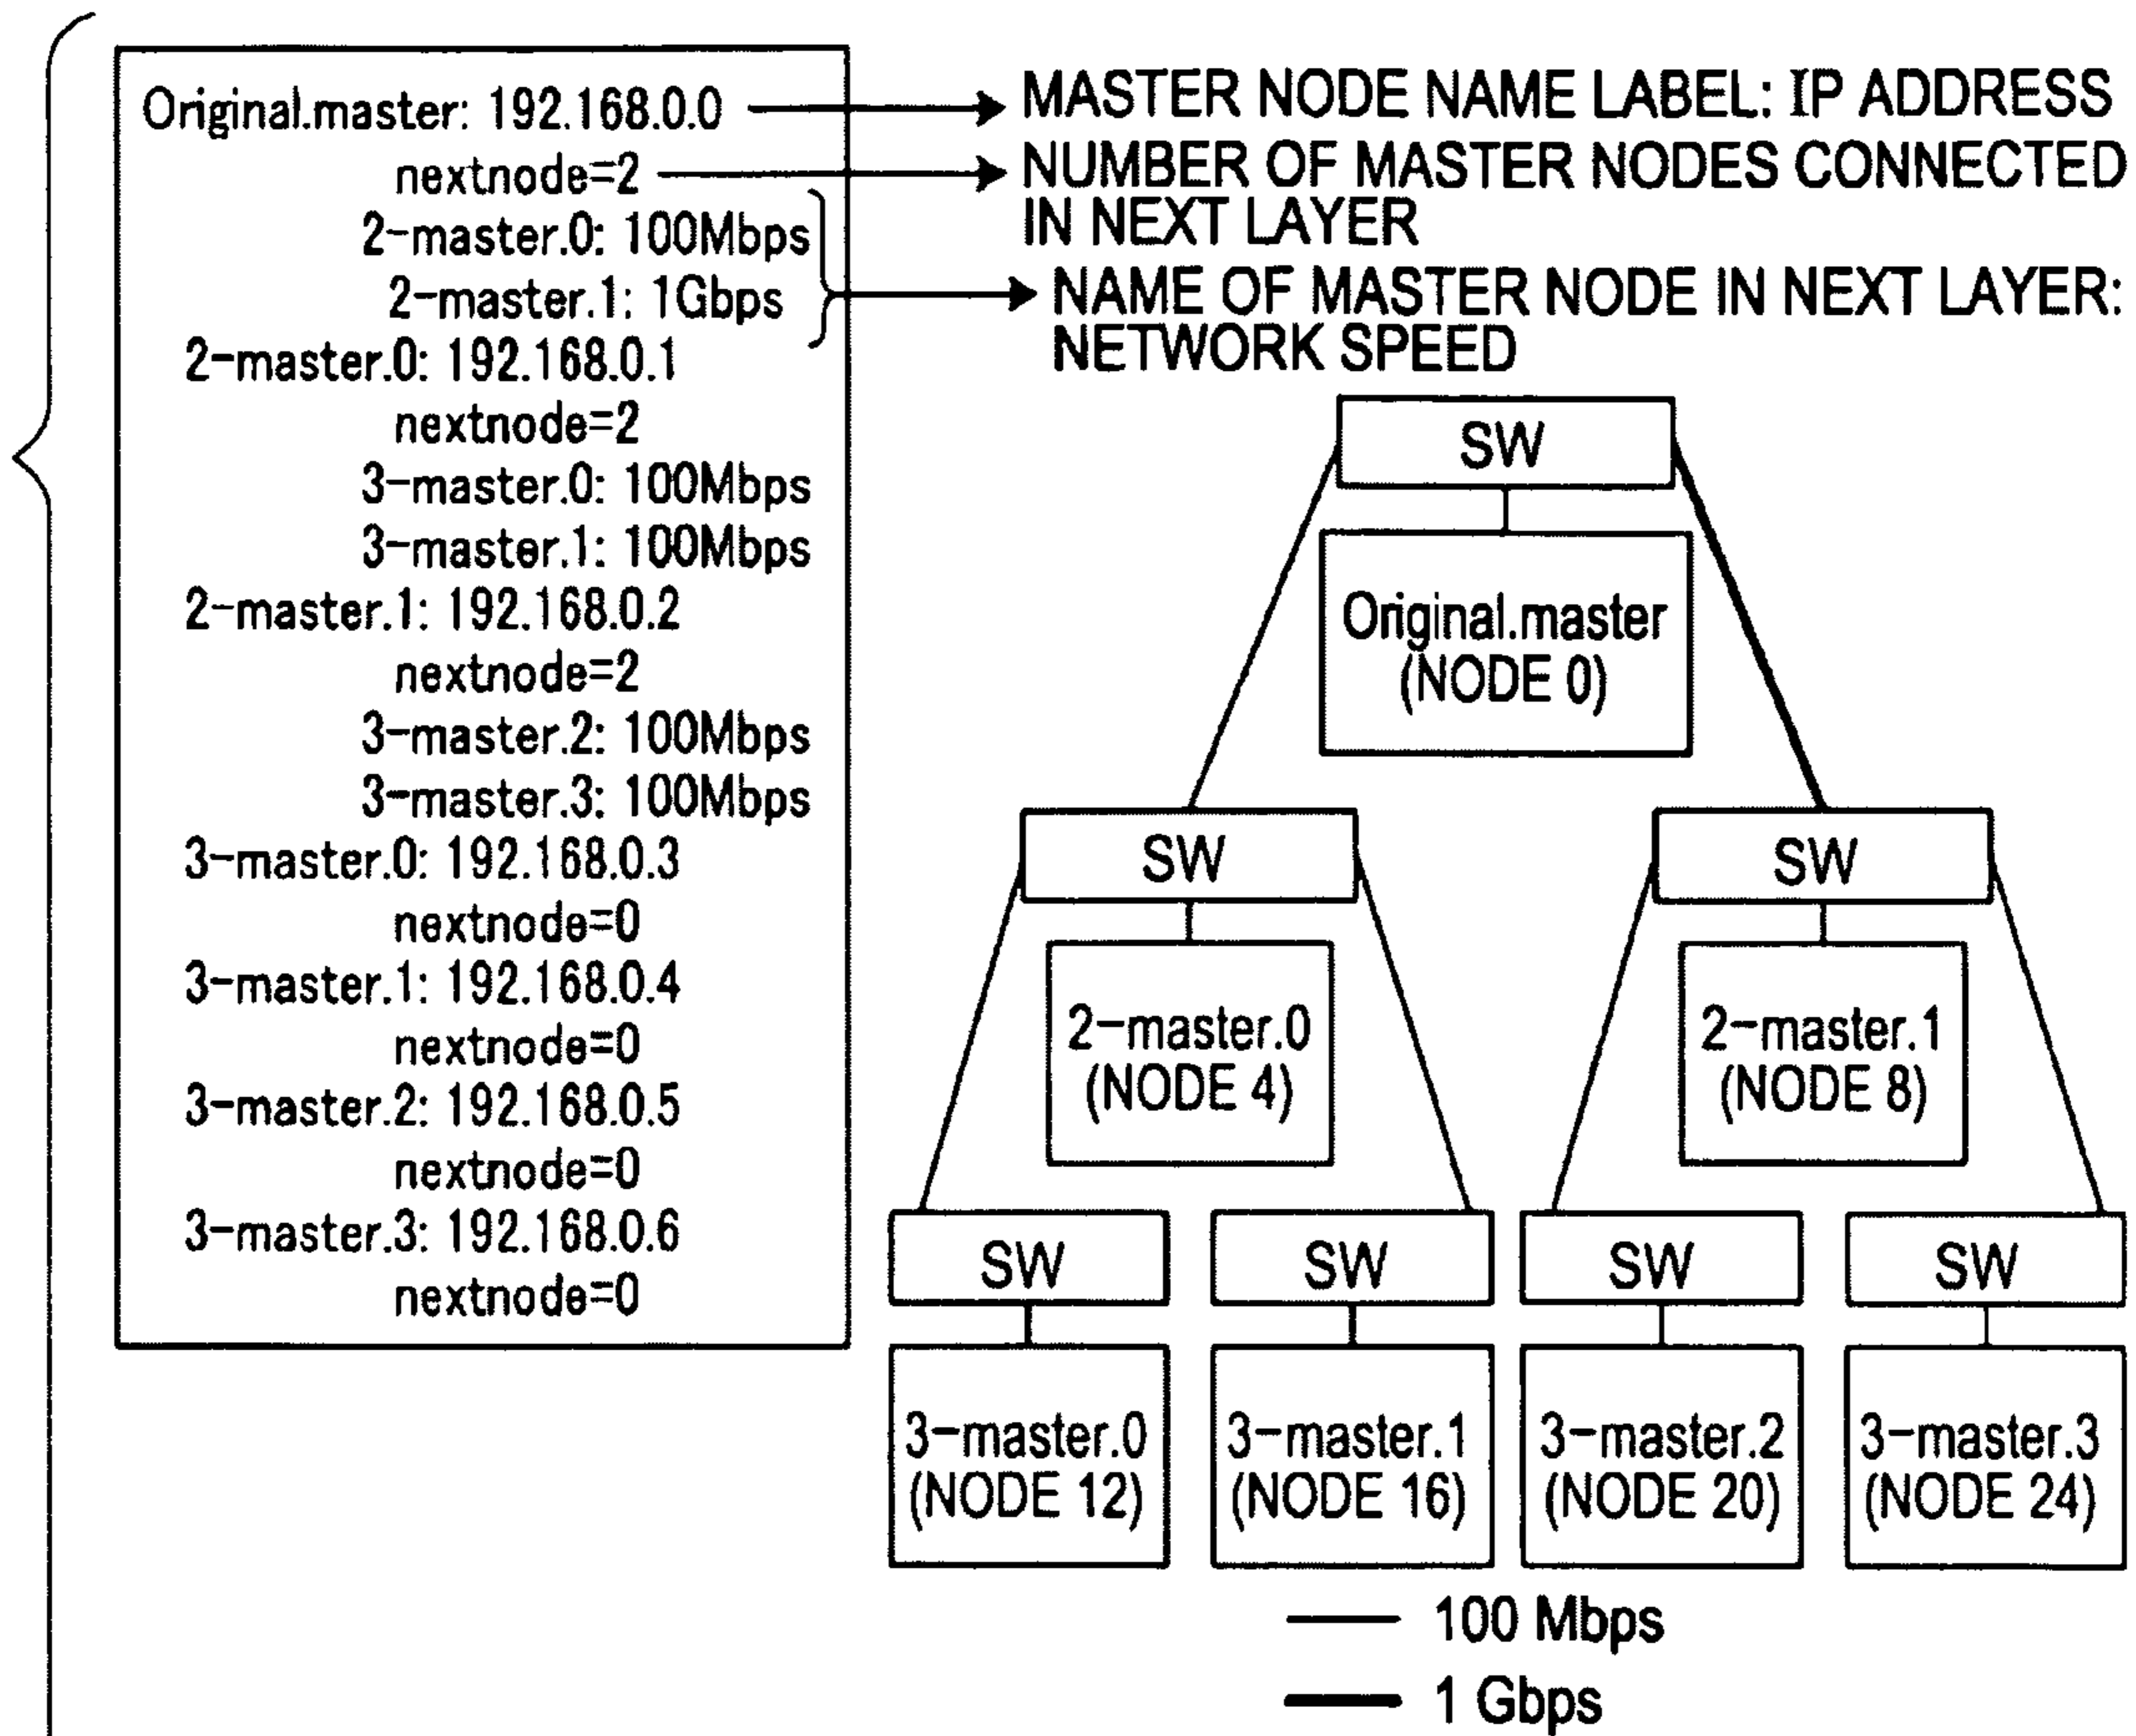 Original.master: 192.168.0.0
nextnode=2
2-master.0: 100Mbps
2-master.1: 1Gbps
2-master.0: 192.168.0.1
nextnode=2
3-master.0: 100Mbps
3-master.1: 100Mbps
2-master.1: 192.168.0.2
nextnode=2
3-master.2: 100Mbps
3-master.3: 100Mbps
3-master.0: 192.168.0.3
nextnode=0
3-master.1: 192.168.0.4
nextnode=0
3-master.2: 192.168.0.5
nextnode=0
3-master.3: 192.168.0.6
nextnode=0
MASTER NODE NAME LABEL: IP ADDRESS
NUMBER OF MASTER NODES CONNECTED
IN NEXT LAYER
NAME OF MASTER NODE IN NEXT LAYER:
NETWORK SPEED
SW
Original.master
(NODE 0)
SW
SW
2-master.0
(NODE 4)
2-master.1
(NODE 8)
SW
SW
SW
SW
3-master.0
(NODE 12)
3-master.1
(NODE 16)
3-master.2
(NODE 20)
3-master.3
(NODE 24)
100 Mbps
1 Gbps